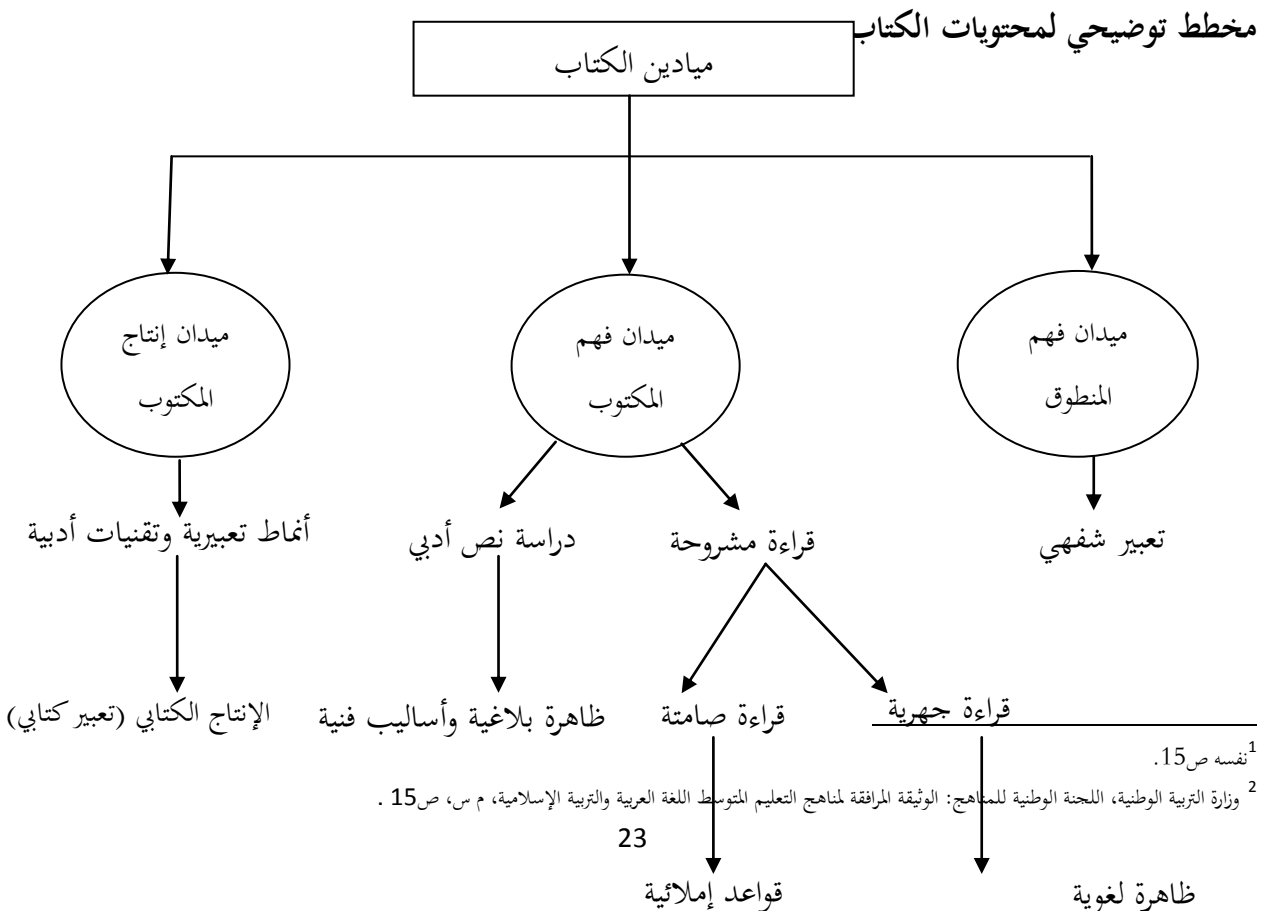 مخطط توضيحي لمحتويات الكتاب
ميادين الكتاب
ميدان فهم
المنطوق
ميدان فهم
المكتوب
ميدان إنتاج
المكتوب
تعبير شفهي
قراءة مشروحة
دراسة نص أدبي
أنماط تعبيرية وتقنيات أدبية
قراءة جهرية
قراءة صامتة
ظاهرة بلاغية وأساليب فنية
الإنتاج الكتابي (تعبير كتابي)
1نفسه ص15.
2 وزارة التربية الوطنية، اللجنة الوطنية للمناهج: الوثيقة المرافقة لمناهج التعليم المتوسط اللغة العربية والتربية الإسلامية، م س، ص15 .
23
ظاهرة لغوية
قواعد إملائية